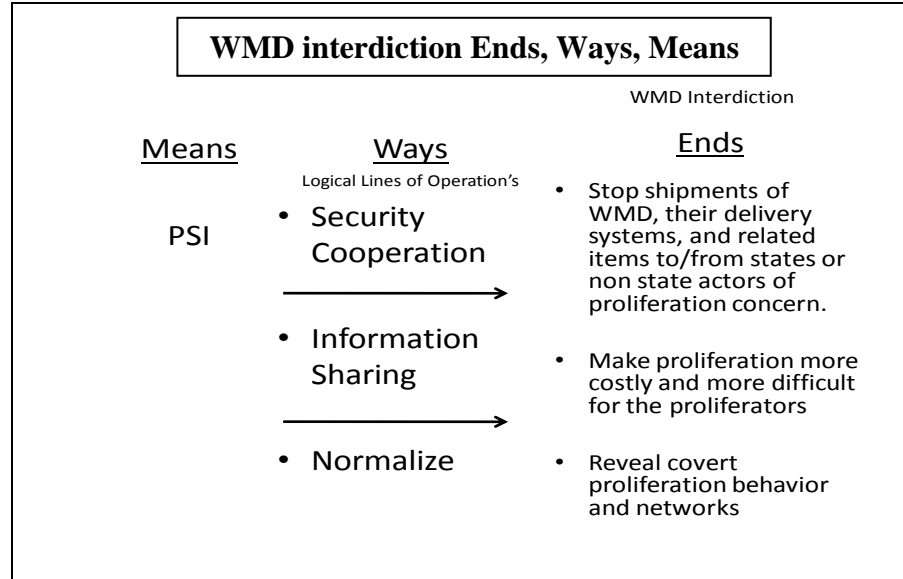 WMD interdiction Ends, Ways, Means
WMD Interdiction
Means
PSI
Ways
Logical Lines of Operation's
• Security
Cooperation
• Information
Sharing
• Normalize
Ends
• Stop shipments of
WMD, their delivery
systems, and related
items to/from states or
non state actors of
proliferation concern.
• Make proliferation more
costly and more difficult
for the proliferators
• Reveal covert
proliferation behavior
and networks